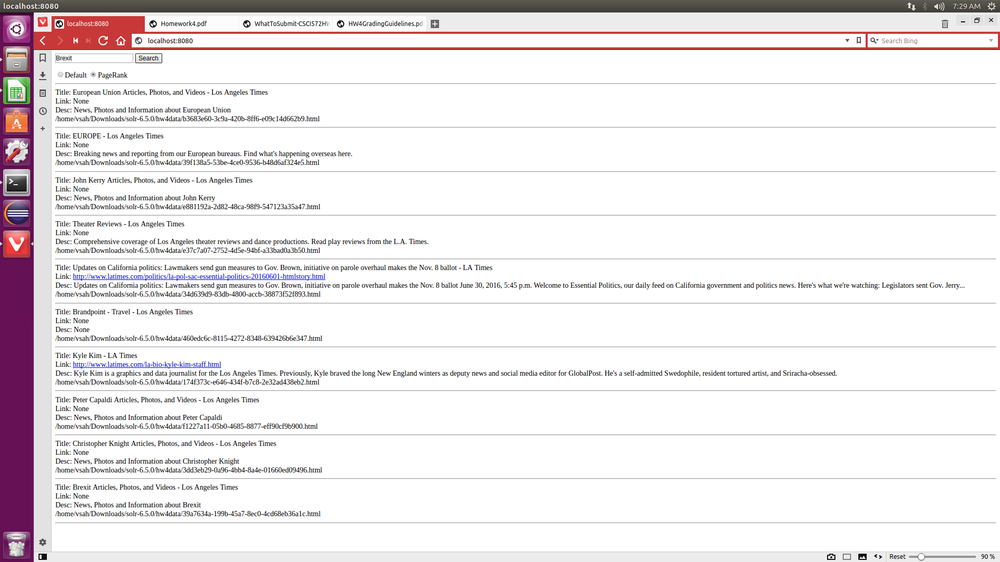 localhost:8080
7:29 AM
localhost:8080
Homework4.pdf
WhatToSubmit-CSCI572HW
HW4GradingGuidelines.pd
localhost:8080
Search Bing
Brexit
Search
Default PageRank
Title: European Union Articles, Photos, and Videos - Los Angeles Times
Link: None
Desc: News, Photos and Information about European Union
/home/vsah/Downloads/solr-6.5.0/hw4data/b3683e60-3c9a-420b-8ff6-e09c14d662b9.html
Title: EUROPE - Los Angeles Times
Link: None
Desc: Breaking news and reporting from our European bureaus. Find what's happening overseas here.
/home/vsah/Downloads/solr-6.5.0/hw4data/39f138a5-53be-4ce0-9536-b48d6af324e5.html
Title: John Kerry Articles, Photos, and Videos - Los Angeles Times
Link: None
Desc: News, Photos and Information about John Kerry
/home/vsah/Downloads/solr-6.5.0/hw4data/e881192a-2d82-48ca-98f9-547123a35a47.html
Title: Theater Reviews - Los Angeles Times
Link: None
Desc: Comprehensive coverage of Los Angeles theater reviews and dance productions. Read play reviews from the L.A. Times.
/home/vsah/Downloads/solr-6.5.0/hw4data/e37c7a07-2752-4d5e-94bf-a33bad0a3b50.html
Title: Updates on California politics: Lawmakers send gun measures to Gov. Brown, initiative on parole overhaul makes the Nov. 8 ballot - LA Times
Link: http://www.latimes.com/politics/la-pol-sac-essential-politics-20160601-htmlstory.html
Desc: Updates on California politics: Lawmakers send gun measures to Gov. Brown, initiative on parole overhaul makes the Nov. 8 ballot June 30, 2016, 5:45 p.m. Welcome to Essential Politics, our daily feed on California government and politics news. Here's what we're watching: Legislators sent Gov. Jerry...
/home/vsah/Downloads/solr-6.5.0/hw4data/34d639d9-83db-4800-accb-38873f52f893.html
Title: Brandpoint - Travel - Los Angeles Times
Link: None
Desc: None
/home/vsah/Downloads/solr-6.5.0/hw4data/460edc6c-8115-4272-8348-639426b6e347.html
Title: Kyle Kim - LA Times
Link: http://www.latimes.com/la-bio-kyle-kim-staff.html
Desc: Kyle Kim is a graphics and data journalist for the Los Angeles Times. Previously, Kyle braved the long New England winters as deputy news and social media editor for GlobalPost. He's a self-admitted Swedophile, resident tortured artist, and Sriracha-obsessed.
/home/vsah/Downloads/solr-6.5.0/hw4data/174f373c-e646-434f-b7c8-2e32ad438eb2.html
Title: Peter Capaldi Articles, Photos, and Videos - Los Angeles Times
Link: None
Desc: News, Photos and Information about Peter Capaldi
/home/vsah/Downloads/solr-6.5.0/hw4data/f1227a11-05b0-4685-8877-eff90cf9b900.html
Title: Christopher Knight Articles, Photos, and Videos - Los Angeles Times
Link: None
Desc: News, Photos and Information about Christopher Knight
/home/vsah/Downloads/solr-6.5.0/hw4data/3dd3eb29-0a96-4bb4-8a4e-01660ed09496.html
Title: Brexit Articles, Photos, and Videos - Los Angeles Times
Link: None
Desc: News, Photos and Information about Brexit
/home/vsah/Downloads/solr-6.5.0/hw4data/39a7634a-199b-45a7-8ec0-4cd68eb36a1c.html
Reset
90 %